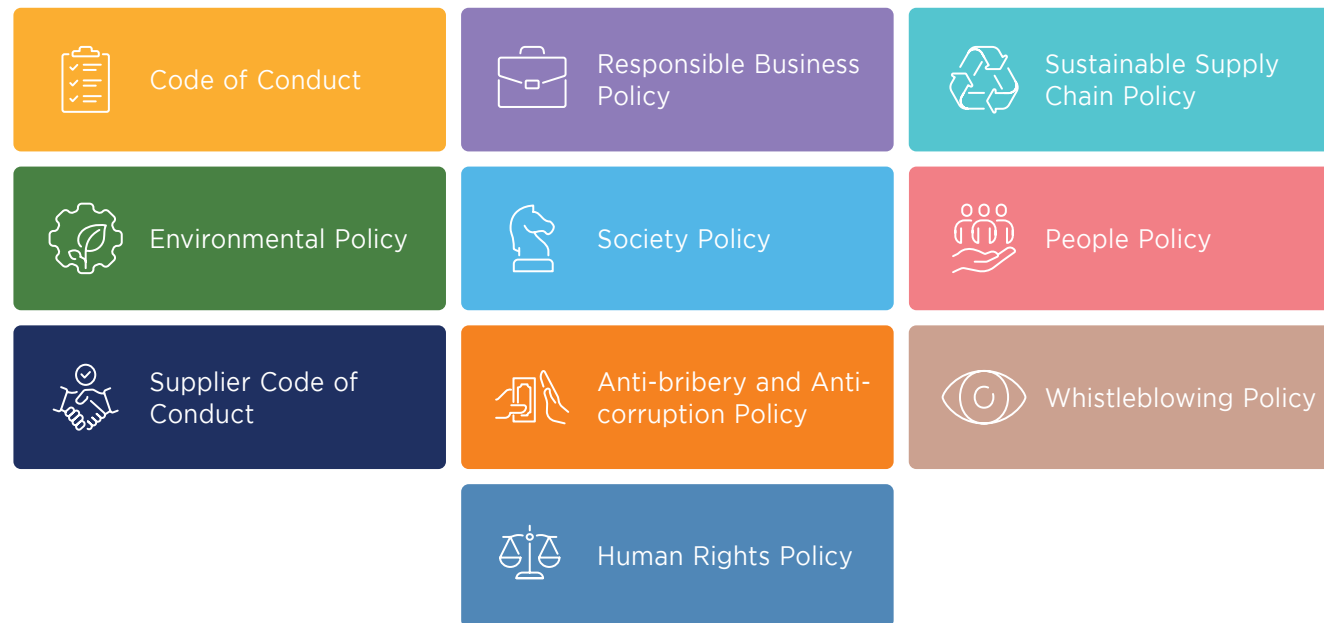 Code of Conduct
Responsible Business
Policy
Sustainable Supply
Chain Policy
Environmental Policy
Society Policy
People Policy
Supplier Code of
Conduct
Anti-bribery and Anti-
corruption Policy
Whistleblowing Policy
Human Rights Policy